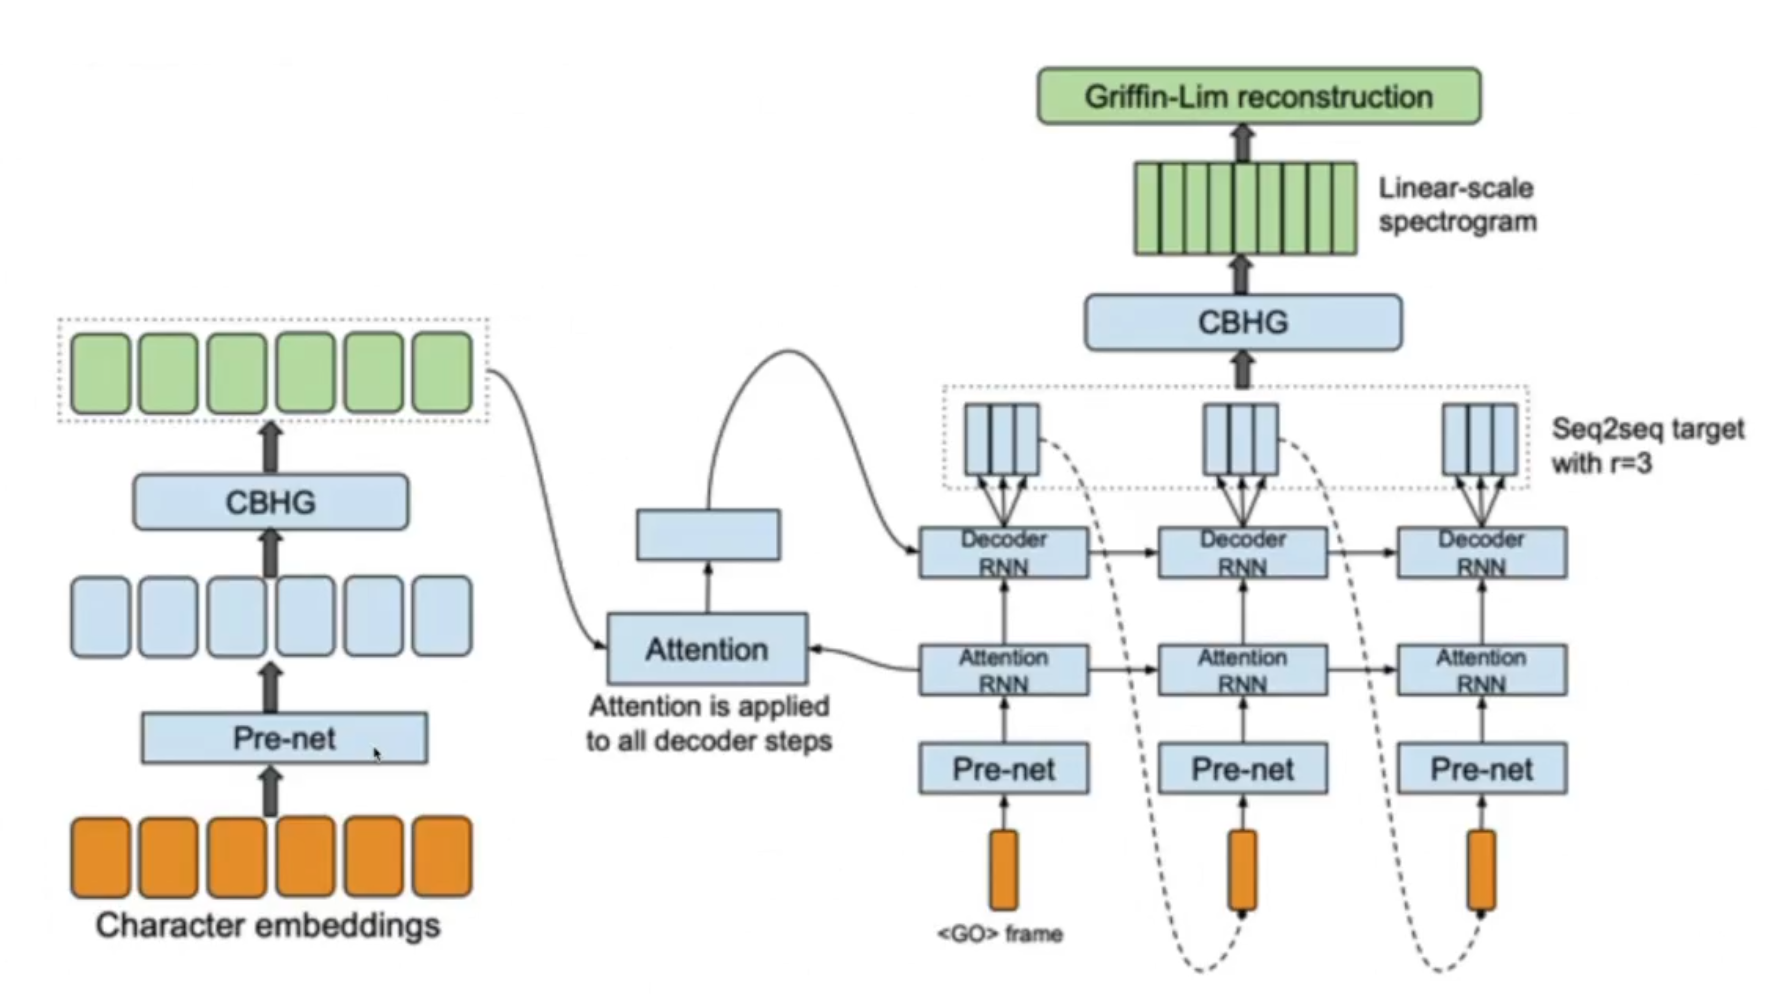 Griffin-Lim reconstruction
Linear-scale
spectrogram
CBHG
Seq2seq target
with r=3
CBHG
Decoder
RNN
Decoder
RNN
Decoder
RNN
Attention
Attention
RNN
Attention
RNN
Attention
RNN
Attention is applied
to all decoder steps
Pre-net
Pre-net
Pre-net
Pre-net
Character embeddings
<GO> frame